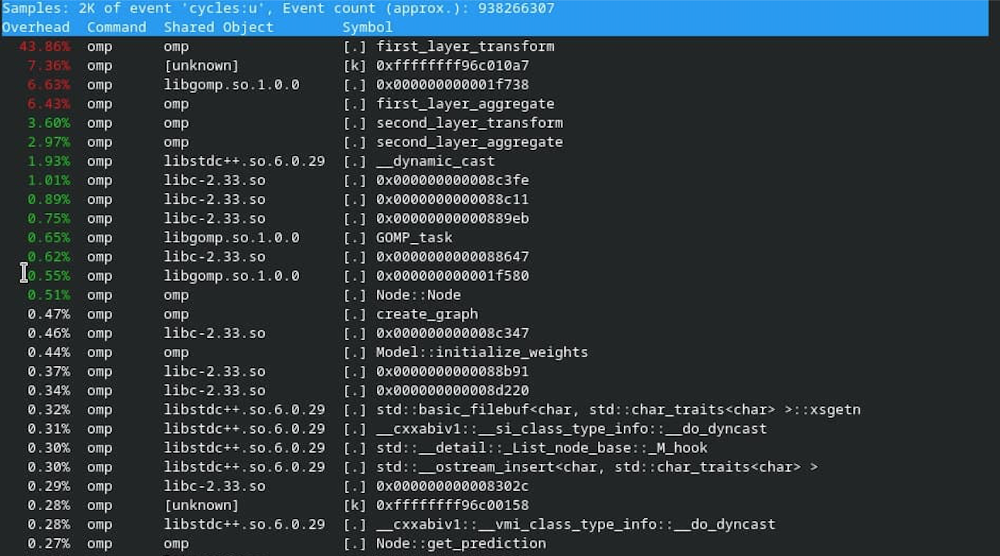 Samples: 2K of event 'cycles:u', Event count (approx.): 938266307
Overhead  Command  Shared Object        Symbol
43.86%  omp      omp                  [.] first_layer_transform
7.36%  omp      [unknown]            [k] 0xffffffff96c010a7
6.63%  omp      libgomp.so.1.0.0     [.] 0x000000000001f738
6.43%  omp      omp                  [.] first_layer_aggregate
3.60%  omp      omp                  [.] second_layer_transform
2.97%  omp      omp                  [.] second_layer_aggregate
1.93%  omp      libstdc++.so.6.0.29  [.] __dynamic_cast
1.01%  omp      libc-2.33.so         [.] 0x000000000008c3fe
0.89%  omp      libc-2.33.so         [.] 0x0000000000088c11
0.75%  omp      libc-2.33.so         [.] 0x00000000000889eb
0.65%  omp      libgomp.so.1.0.0     [.] GOMP_task
0.62%  omp      libc-2.33.so         [.] 0x0000000000088647
0.55%  omp      libgomp.so.1.0.0     [.] 0x000000000001f580
0.51%  omp      omp                  [.] Node::Node
0.47%  omp      omp                  [.] create_graph
0.46%  omp      libc-2.33.so         [.] 0x000000000008c347
0.44%  omp      omp                  [.] Model::initialize_weights
0.37%  omp      libc-2.33.so         [.] 0x0000000000088b91
0.34%  omp      libc-2.33.so         [.] 0x000000000008d220
0.32%  omp      libstdc++.so.6.0.29  [.] std::basic_filebuf<char, std::char_traits<char> >::xsgetn
0.31%  omp      libstdc++.so.6.0.29  [.] __cxxabiv1::__si_class_type_info::__do_dyncast
0.30%  omp      libstdc++.so.6.0.29  [.] std::__detail::_List_node_base::_M_hook
0.30%  omp      libstdc++.so.6.0.29  [.] std::__ostream_insert<char, std::char_traits<char> >
0.29%  omp      libc-2.33.so         [.] 0x000000000008302c
0.28%  omp      [unknown]            [k] 0xffffffff96c00158
0.28%  omp      libstdc++.so.6.0.29  [.] __cxxabiv1::__vmi_class_type_info::__do_dyncast
0.27%  omp      omp                  [.] Node::get_prediction